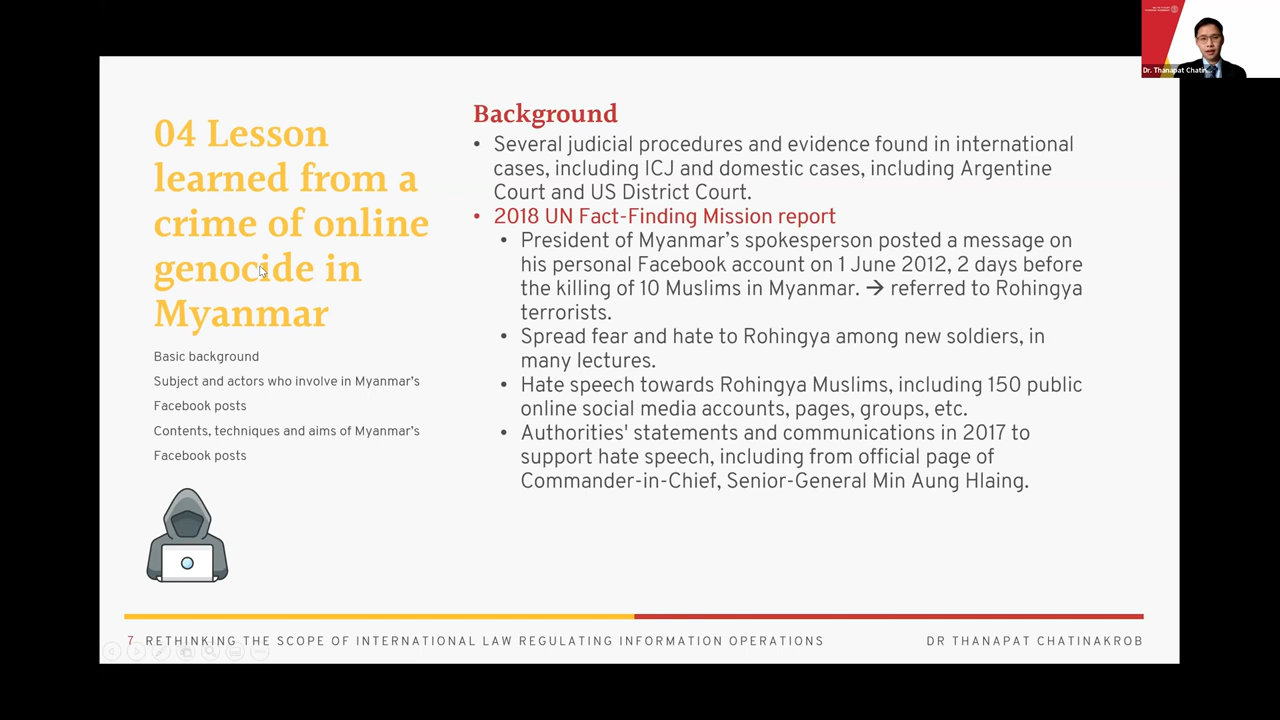 04 Lesson
learned from a
crime of online
genocide in
Myanmar
Basic background
Subject and actors who involve in Myanmar's
Facebook posts
Contents, techniques and aims of Myanmar's
Facebook posts
Background
• Several judicial procedures and evidence found in international
cases, including ICJ and domestic cases, including Argentine
Court and US District Court.
• 2018 UN Fact-Finding Mission report
• President of Myanmar's spokesperson posted a message on
his personal Facebook account on 1 June 2012, 2 days before
the killing of 10 Muslims in Myanmar. → referred to Rohingya
terrorists.
• Spread fear and hate to Rohingya among new soldiers, in
many lectures.
• Hate speech towards Rohingya Muslims, including 150 public
online social media accounts, pages, groups, etc.
• Authorities' statements and communications in 2017 to
support hate speech, including from official page of
Commander-in-Chief, Senior-General Min Aung Hlaing.
7 RETHINKING THE SCOPE OF INTERNATIONAL LAW REGULATING INFORMATION OPERATIONS
DR THANAPAT CHATINAKROB
Dr. Thanapat Chatin...